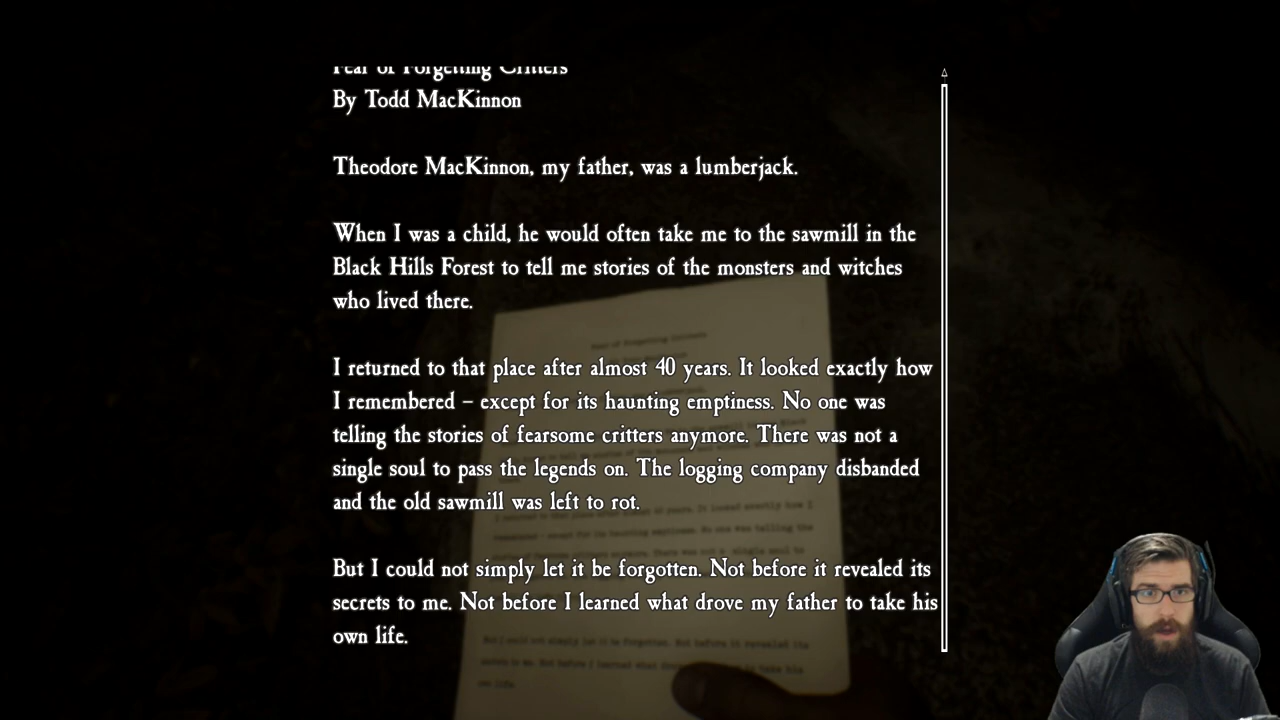 Fear of Forgetting Critters
By Todd MacKinnon
Theodore MacKinnon, my father, was a lumberjack.
When I was a child, he would often take me to the sawmill in the
Black Hills Forest to tell me stories of the monsters and witches
who lived there.
I returned to that place after almost 40 years. It looked exactly how
I remembered – except for its haunting emptiness. No one was
telling the stories of fearsome critters anymore. There was not a
single soul to pass the legends on. The logging company disbanded
and the old sawmill was left to rot.
But I could not simply let it be forgotten. Not before it revealed its
secrets to me. Not before I learned what drove my father to take his
own life.